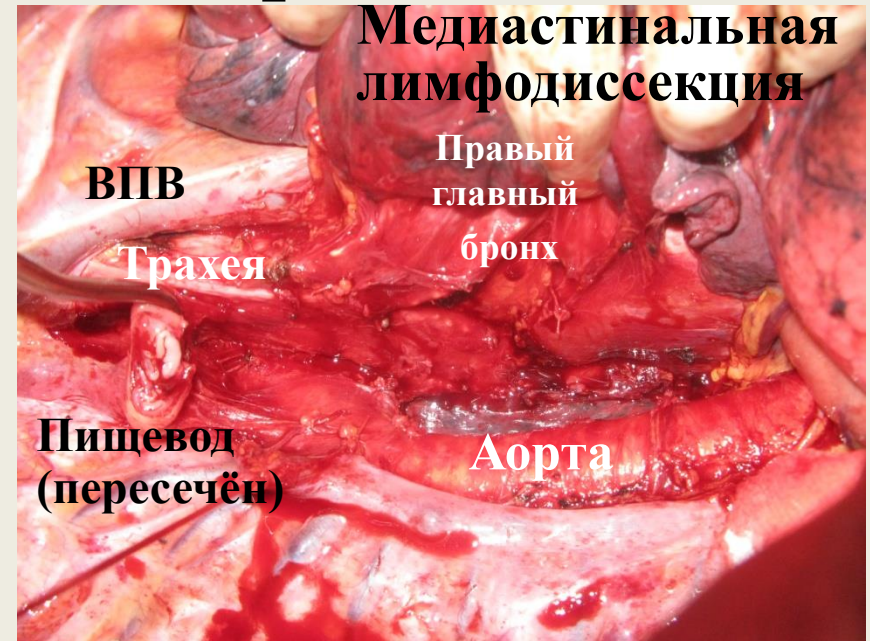 Медиастинальная
лимфодиссекция
Правый
главный
бронх
ВПВ
Трахея
Пищевод
(пересечён)
Аорта